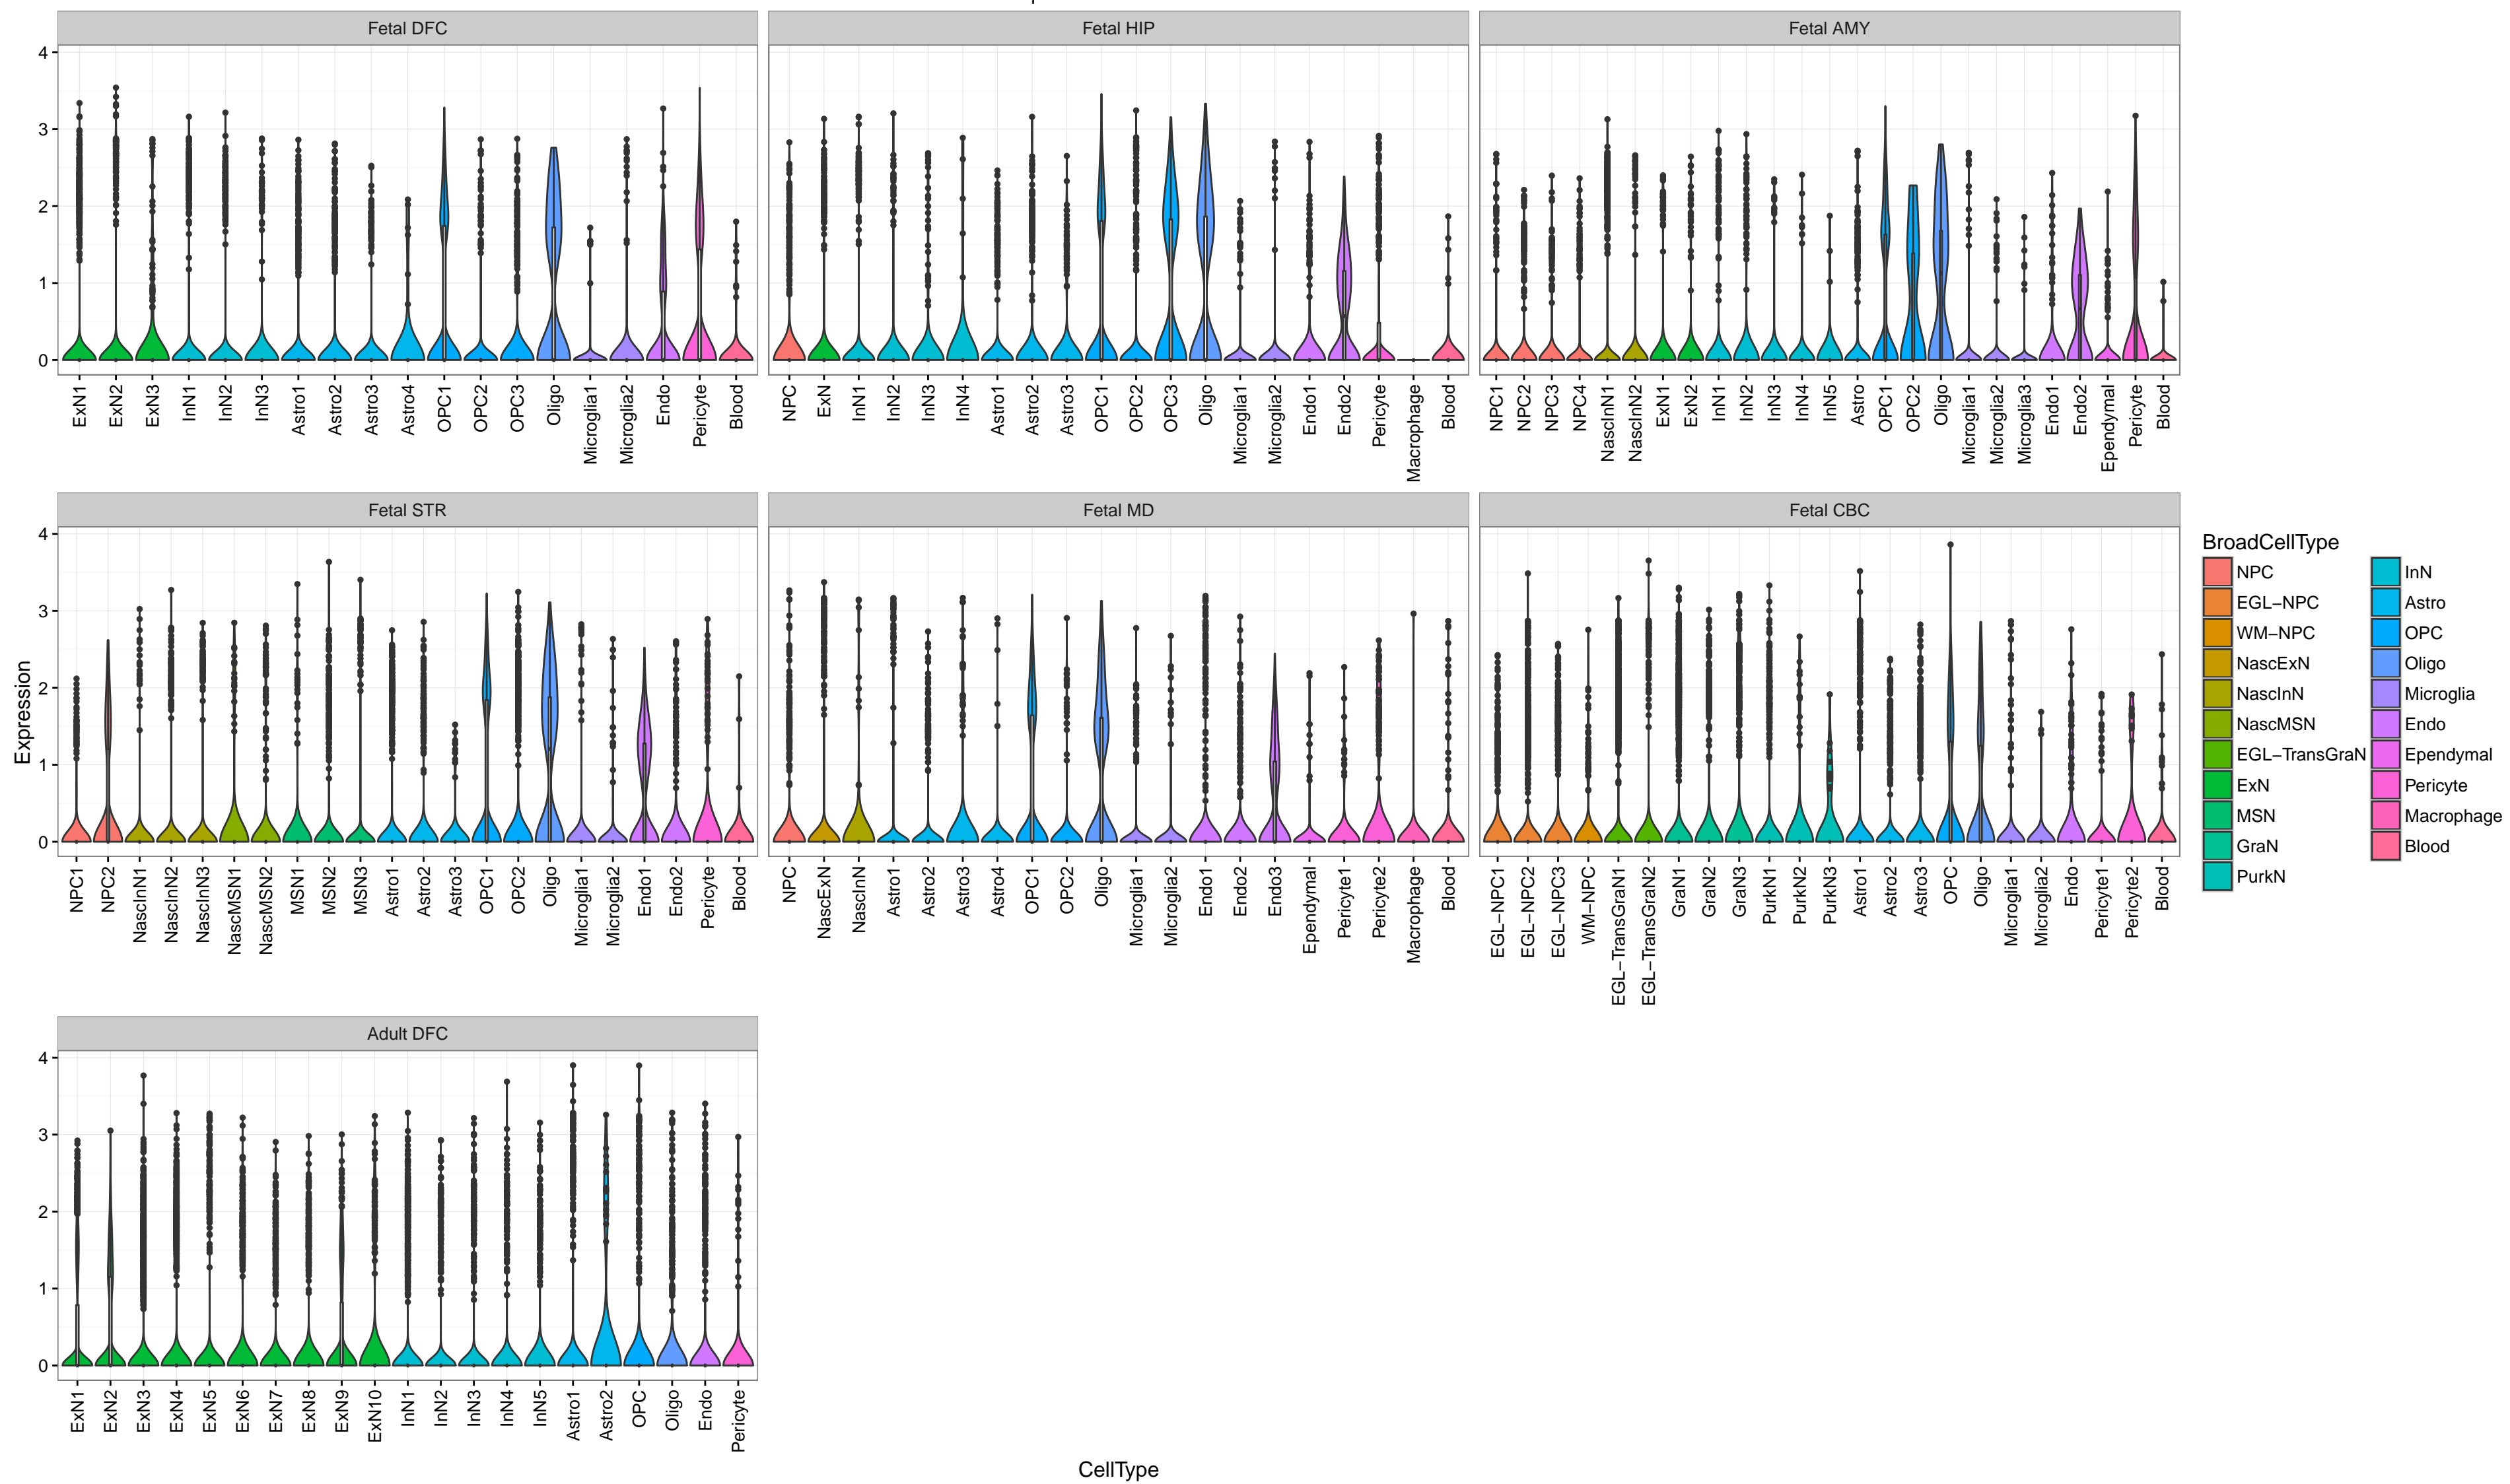 Fetal DFC Fetal HIP Fetal AMY
4
3
2
1
0
ExN1 ExN2 ExN3 InN1 InN2 InN3 Astro1 Astro2 Astro3 Astro4 OPC1 OPC2 OPC3 Oligo Microglia1 Microglia2 Endo Pericyte Blood
NPC ExN InN1 InN2 InN3 InN4 Astro1 Astro2 Astro3 OPC1 OPC2 OPC3 Oligo Microglia1 Microglia2 Endo1 Endo2 Pericyte Macrophage Blood
NPC1 NPC2 NPC3 NPC4 NascInN1 NascInN2 ExN1 ExN2 InN1 InN2 InN3 InN4 InN5 Astro OPC1 OPC2 Oligo Microglia1 Microglia2 Microglia3 Endo1 Endo2 Ependymal Pericyte Blood
Fetal STR Fetal MD Fetal CBC
Expression
4
3
2
1
0
NPC1 NPC2 NascInN1 NascInN2 NascInN3 NascMSN1 NascMSN2 MSN1 MSN2 MSN3 Astro1 Astro2 Astro3 OPC1 OPC2 Oligo Microglia1 Microglia2 Endo1 Endo2 Pericyte Blood
NPC NascExN NascInN Astro1 Astro2 Astro3 Astro4 OPC1 OPC2 Oligo Microglia1 Microglia2 Endo1 Endo2 Endo3 Ependymal Pericyte1 Pericyte2 Macrophage Blood
EGL−NPC1 EGL−NPC2 EGL−NPC3 WM−NPC EGL−TransGraN1 EGL−TransGraN2 GraN1 GraN2 GraN3 PurkN1 PurkN2 PurkN3 Astro1 Astro2 Astro3 OPC Oligo Microglia1 Microglia2 Endo Pericyte1 Pericyte2 Blood
BroadCellType
NPC InN
EGL−NPC Astro
WM−NPC OPC
NascExN Oligo
NascInN Microglia
NascMSN Endo
EGL−TransGraN Ependymal
ExN Pericyte
MSN Macrophage
GraN Blood
PurkN
Adult DFC
4
3
2
1
0
ExN1 ExN2 ExN3 ExN4 ExN5 ExN6 ExN7 ExN8 ExN9 ExN10 InN1 InN2 InN3 InN4 InN5 Astro1 Astro2 OPC Oligo Endo Pericyte
CellType